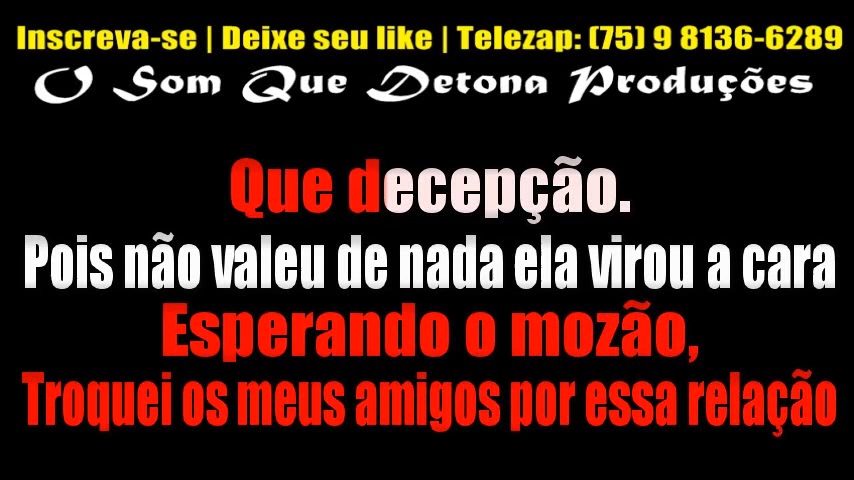 Inscreva-se | Deixe seu like | Telezap: (75) 9 8136-6289
O Som Que Detona Produções
Que decepção.
Pois não valeu de nada ela virou a cara
Esperando o mozão,
Troquei os meus amigos por essa relação